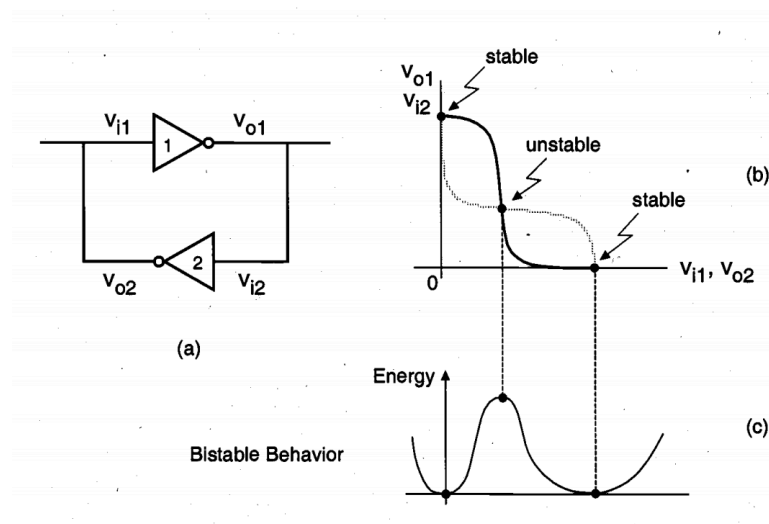 v_i1
v_o1
1
2
v_o2
v_i2
(a)
v_o1
v_i2
stable
unstable
stable
(b)
0
v_i1, v_o2
Energy
(c)
Bistable Behavior